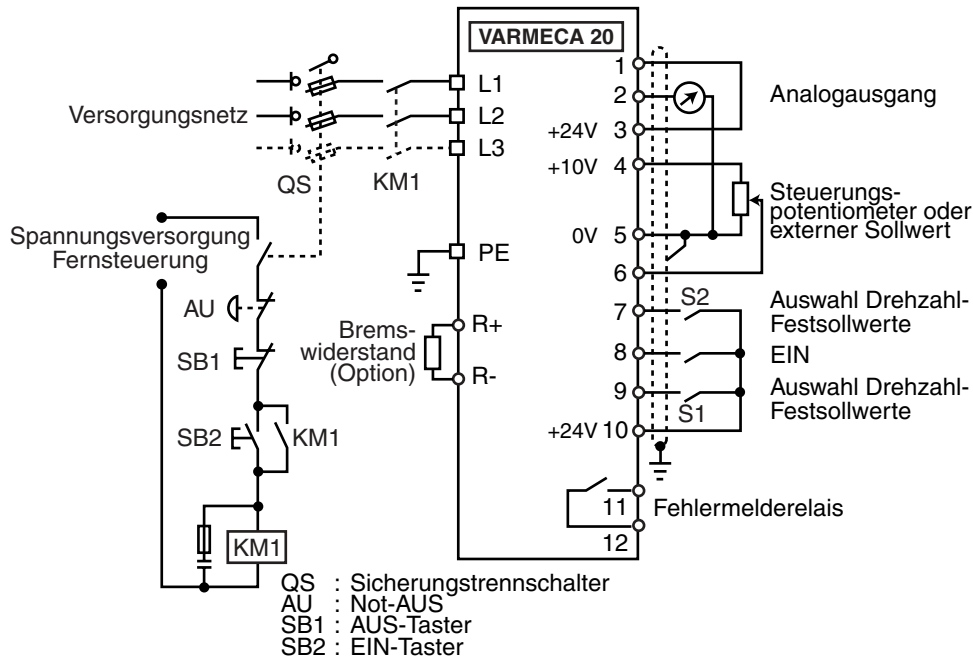 VARMECA 20
L1
L2
L3
PE
R+
R-
1
2
+24V 3
+10V 4
0V 5
6
7
8
9
+24V 10
11
12
Versorgungsnetz
QS
KM1
Spannungsversorgung
Fernsteuerung
AU
SB1
SB2
KM1
KM1
Brems-
widerstand
(Option)
Analogausgang
Steuerungs-
potentiometer oder
externer Sollwert
S2
Auswahl Drehzahl-
Festsollwerte
EIN
S1
Auswahl Drehzahl-
Festsollwerte
Fehlermelderelais
QS : Sicherungstrennschalter
AU : Not-AUS
SB1 : AUS-Taster
SB2 : EIN-Taster